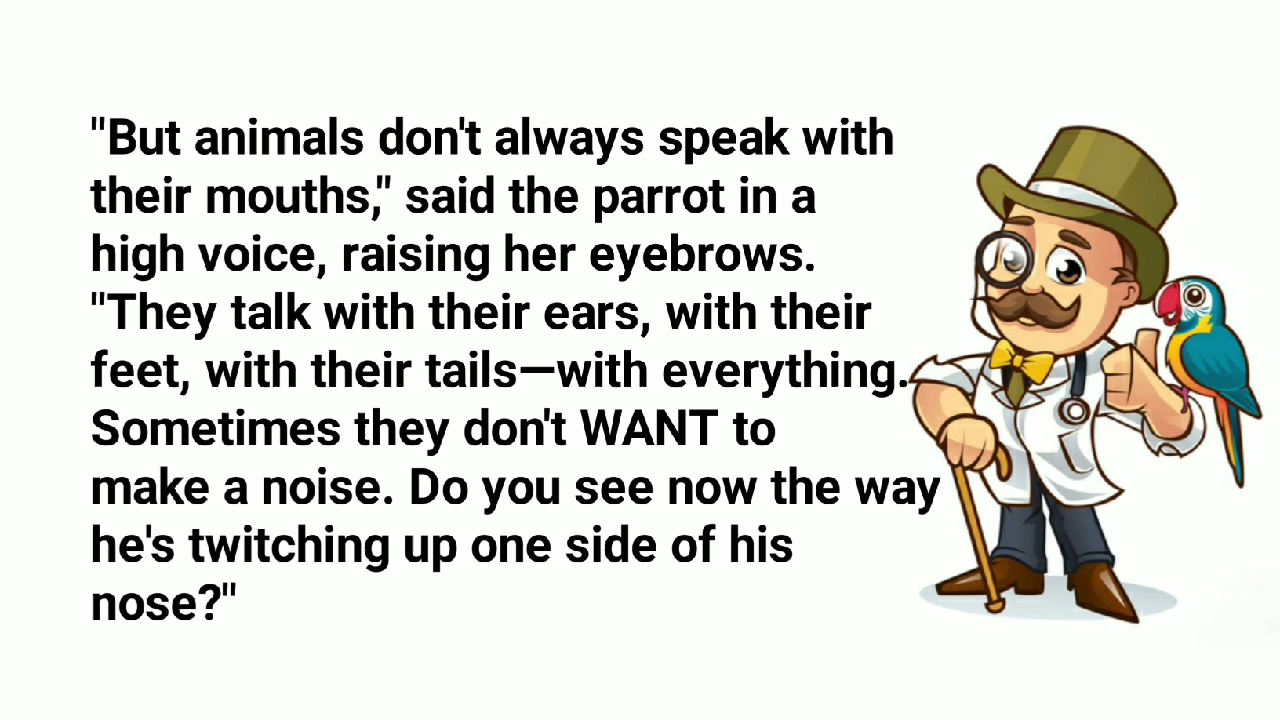 "But animals don't always speak with
their mouths," said the parrot in a
high voice, raising her eyebrows.
"They talk with their ears, with their
feet, with their tails—with everything.
Sometimes they don't WANT to
make a noise. Do you see now the way
he's twitching up one side of his
nose?"